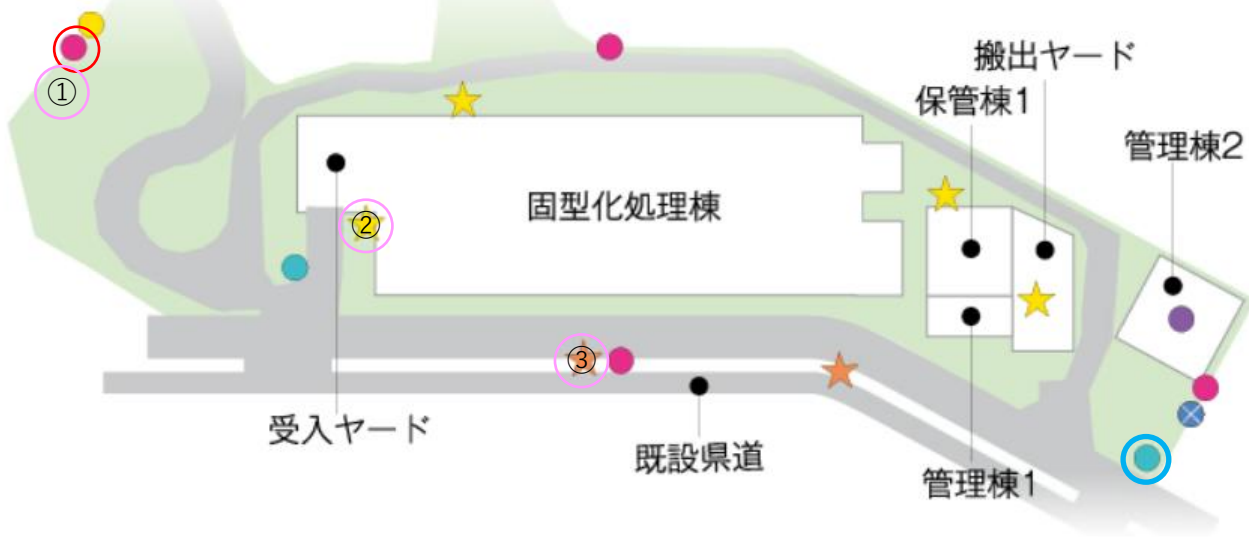 搬出ヤード
①
保管棟1
管理棟2
固型化処理棟
②
③
受入ヤード
既設県道
管理棟1